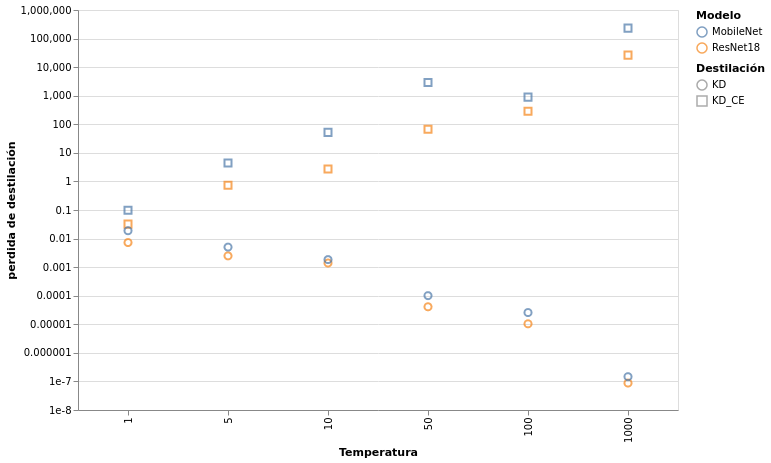 1,000,000
100,000
10,000
1,000
100
10
1
0.1
0.01
0.001
0.0001
0.00001
0.000001
1e-7
1e-8
perdida de destilación
1
5
10
50
100
1000
Temperatura
Modelo
MobileNet
ResNet18
Destilación
KD
KD_CE